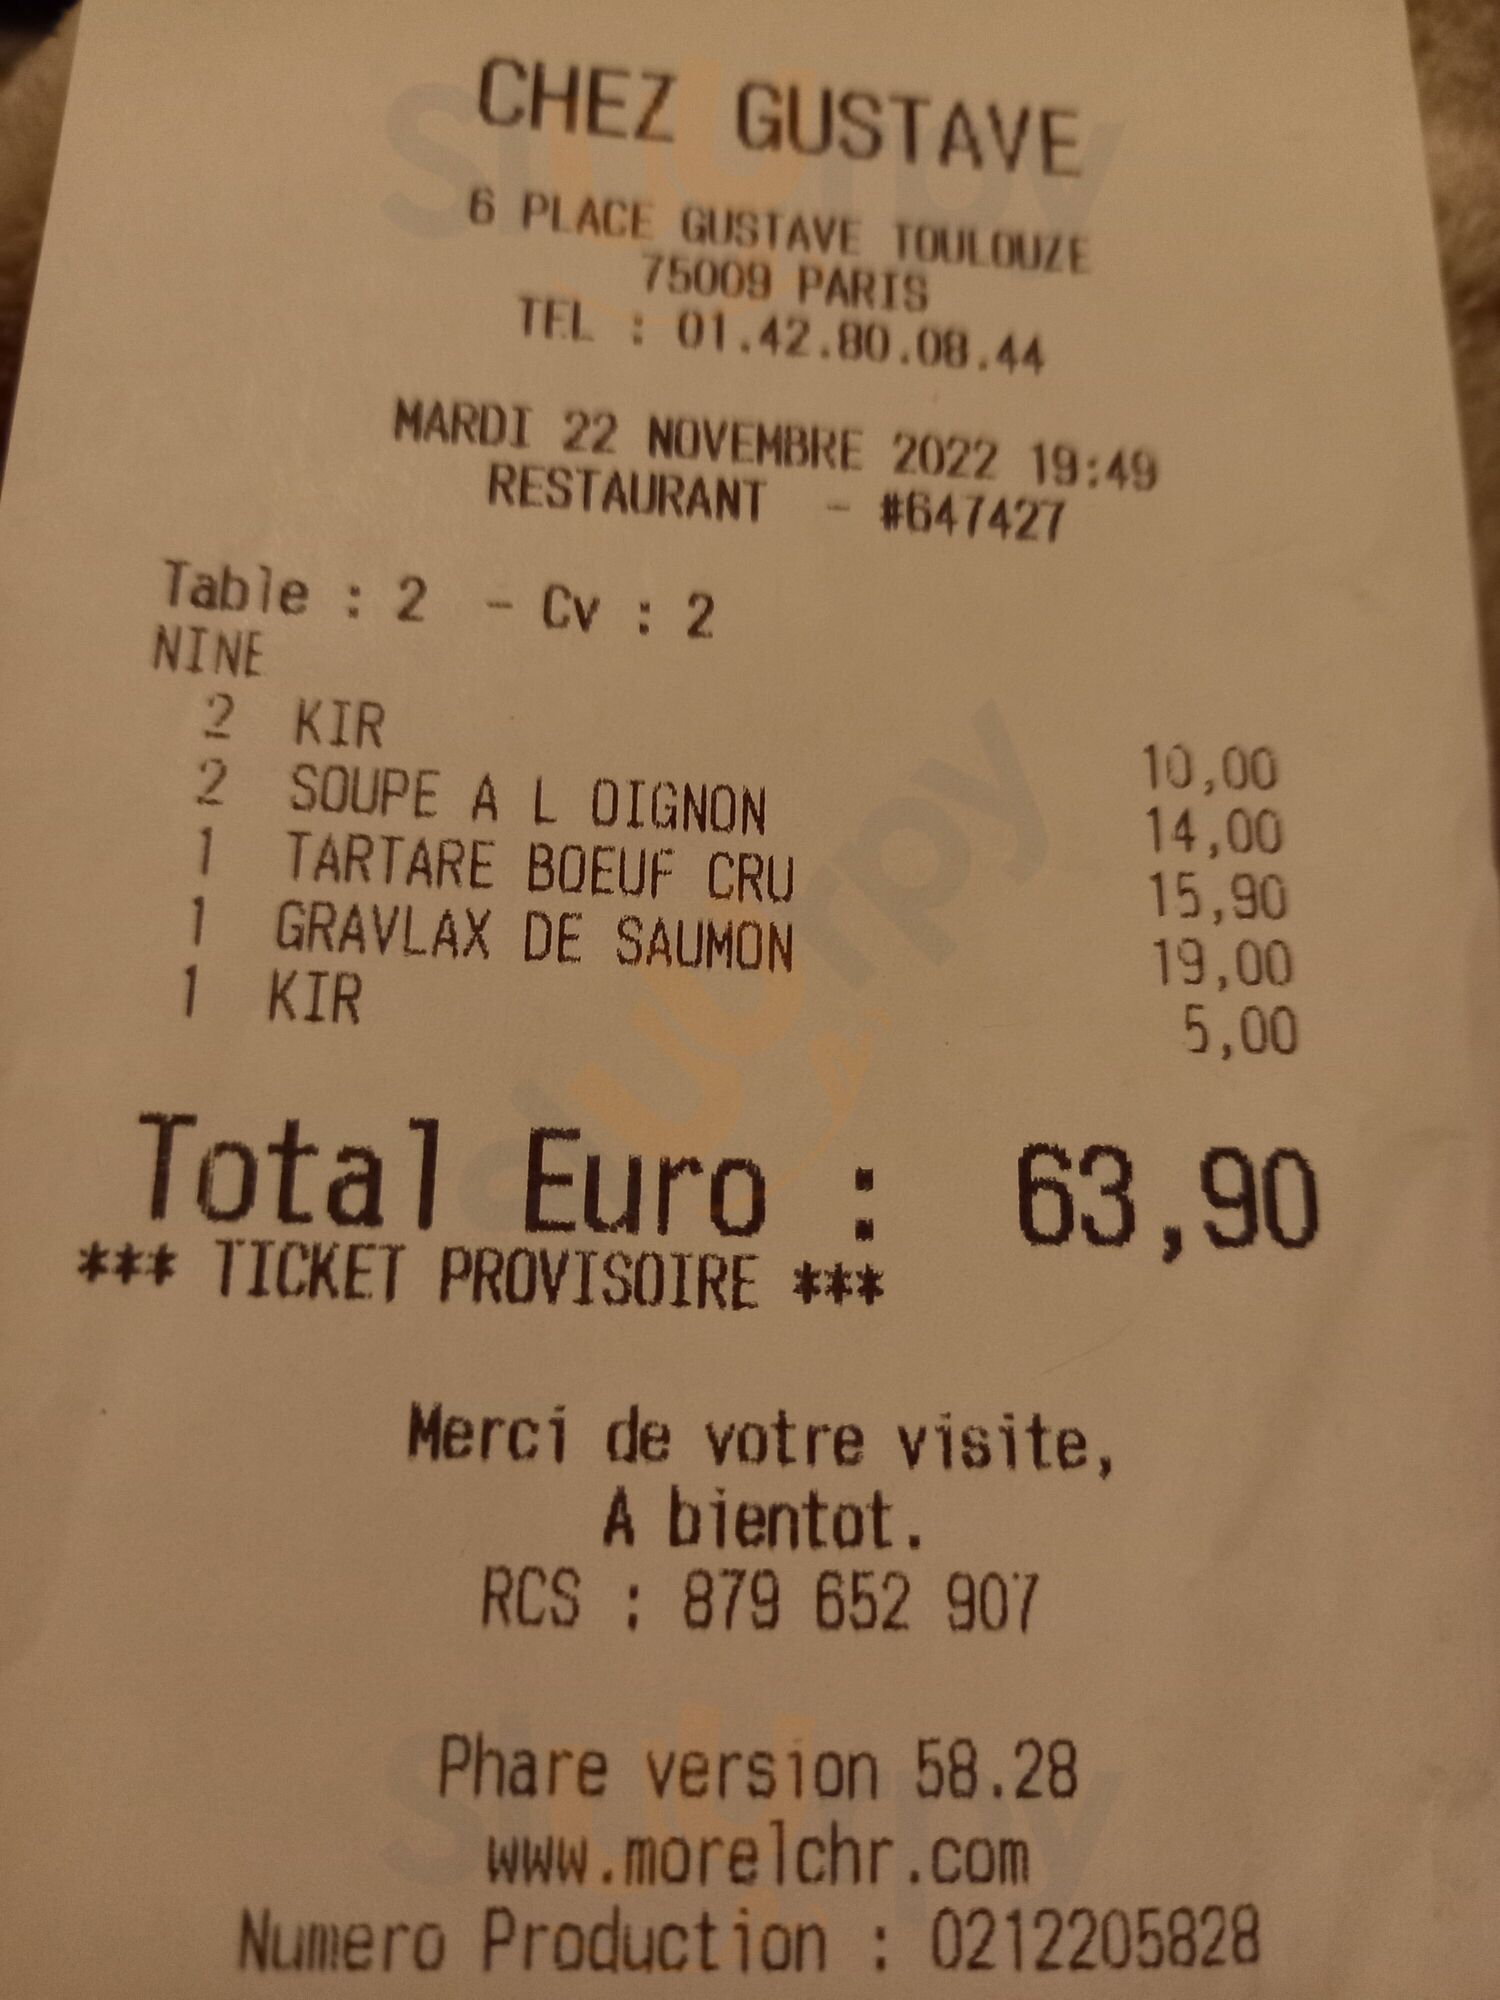 CHEZ GUSTAVE
6 PLACE GUSTAVE TOULOUZE
75009 PARIS
TEL : 01.42.80.08.44
MARDI 22 NOVEMBRE 2022 19:49
RESTAURANT - #647427
Table : 2 - Cv : 2
NINE
2 KIR 10,00
2 SOUPE A L OIGNON 14,00
1 TARTARE BOEUF CRU 15,90
1 GRAVLAX DE SAUMON 19,00
1 KIR 5,00
Total Euro : 63,90
*** TICKET PROVISOIRE ***
Merci de votre visite,
A bientot.
RCS : 879 652 907
Phare version 58.28
www.morelchr.com
Numero Production : 0212205828
Slurpy
Slurpy
Slurpy